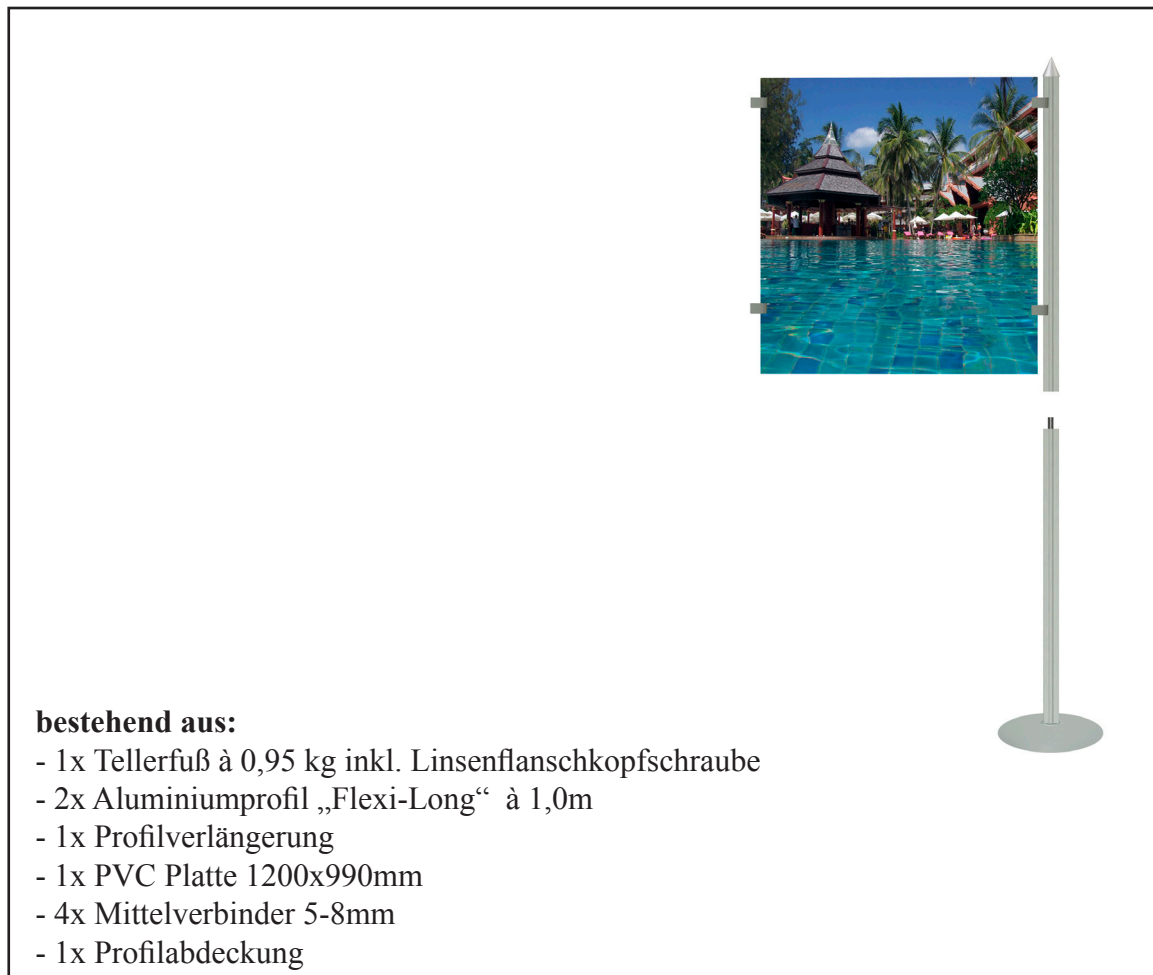 bestehend aus:
- 1x Tellerfuß à 0,95 kg inkl. Linsenflanschkopfschraube
- 2x Aluminiumprofil „Flexi-Long“ à 1,0m
- 1x Profilverlängerung
- 1x PVC Platte 1200x990mm
- 4x Mittelverbinder 5-8mm
- 1x Profilabdeckung